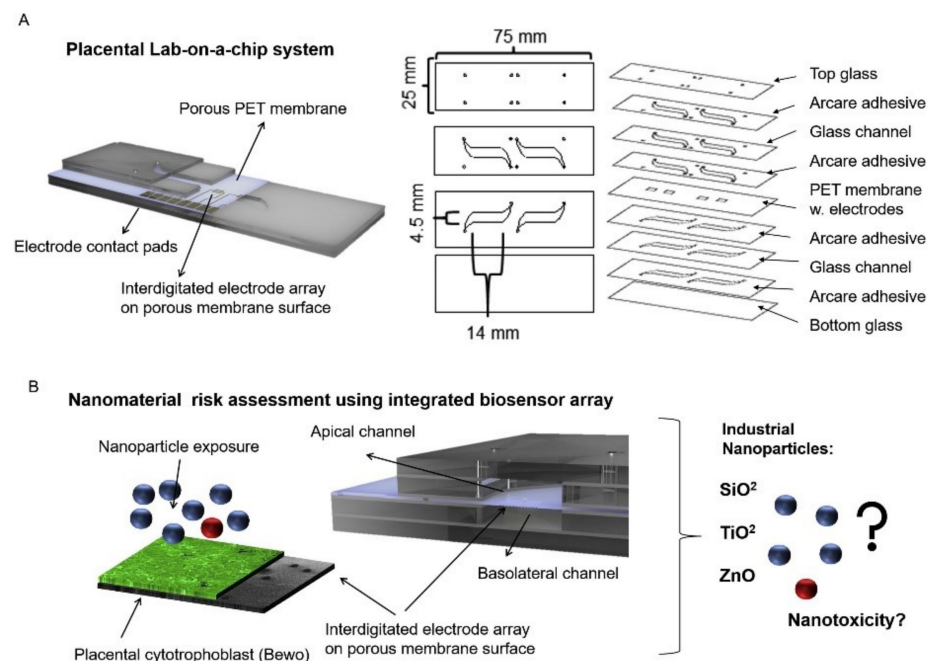 A
Placental Lab-on-a-chip system
Porous PET membrane
Electrode contact pads
Interdigitated electrode array
on porous membrane surface
75 mm
25 mm
4.5 mm
14 mm
Top glass
Arcare adhesive
Glass channel
Arcare adhesive
PET membrane
w. electrodes
Arcare adhesive
Glass channel
Arcare adhesive
Bottom glass
B
Nanomaterial risk assessment using integrated biosensor array
Nanoparticle exposure
Apical channel
Basolateral channel
Interdigitated electrode array
on porous membrane surface
Placental cytotrophoblast (Bewo)
Industrial
Nanoparticles:
SiO²
TiO²
ZnO
?
Nanotoxicity?